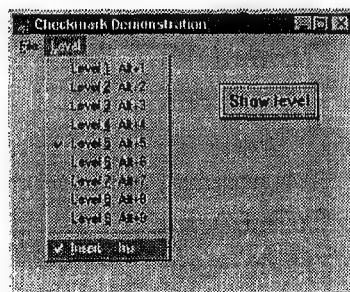 Checkmark Demonstration
File Level
Level 1 Alt+1
Level 2 Alt+2
Level 3 Alt+3
Level 4 Alt+4
Level 5 Alt+5
Level 6 Alt+6
Level 7 Alt+7
Level 8 Alt+8
Level 9 Alt+9
Insert Ins
Show level